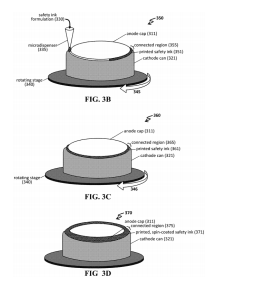 safety ink
formulation (330)
350
anode cap (311)
microdispenser
(335)
connected region (355)
printed safety ink (351)
cathode can (321)
rotating stage
(340)
345
FIG. 3B
360
anode cap (311)
connected region (365)
printed safety ink (361)
cathode can (321)
rotating stage
(340)
346
FIG. 3C
370
anode cap (311)
connected region (375)
printed, spin-coated safety ink (371)
cathode can (321)
FIG 3D